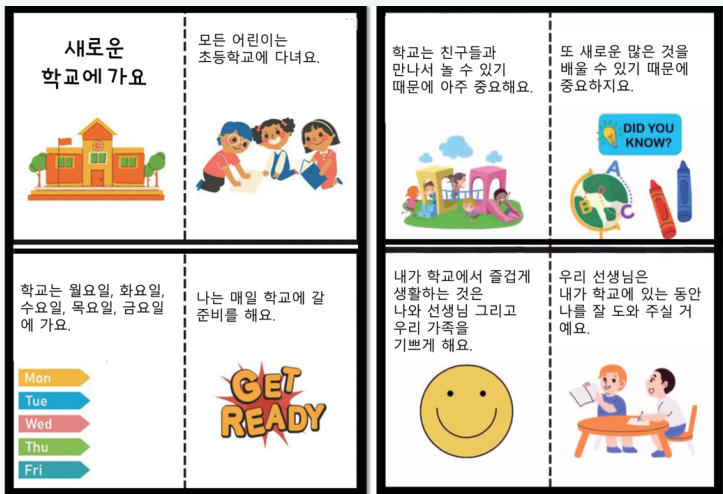 새로운
학교에 가요
모든 어린이는
초등학교에 다녀요.
학교는 월요일, 화요일,
수요일, 목요일, 금요일
에 가요.
Mon
Tue
Wed
Thu
Fri
나는 매일 학교에 갈
준비를 해요.
GET
READY
학교는 친구들과
만나서 놀 수 있기
때문에 아주 중요해요.
또 새로운 많은 것을
배울 수 있기 때문에
중요하지요.
DID YOU
KNOW?
A
B
C
내가 학교에서 즐겁게
생활하는 것은
나와 선생님 그리고
우리 가족을
기쁘게 해요.
우리 선생님은
내가 학교에 있는 동안
나를 잘 도와 주실 거
예요.